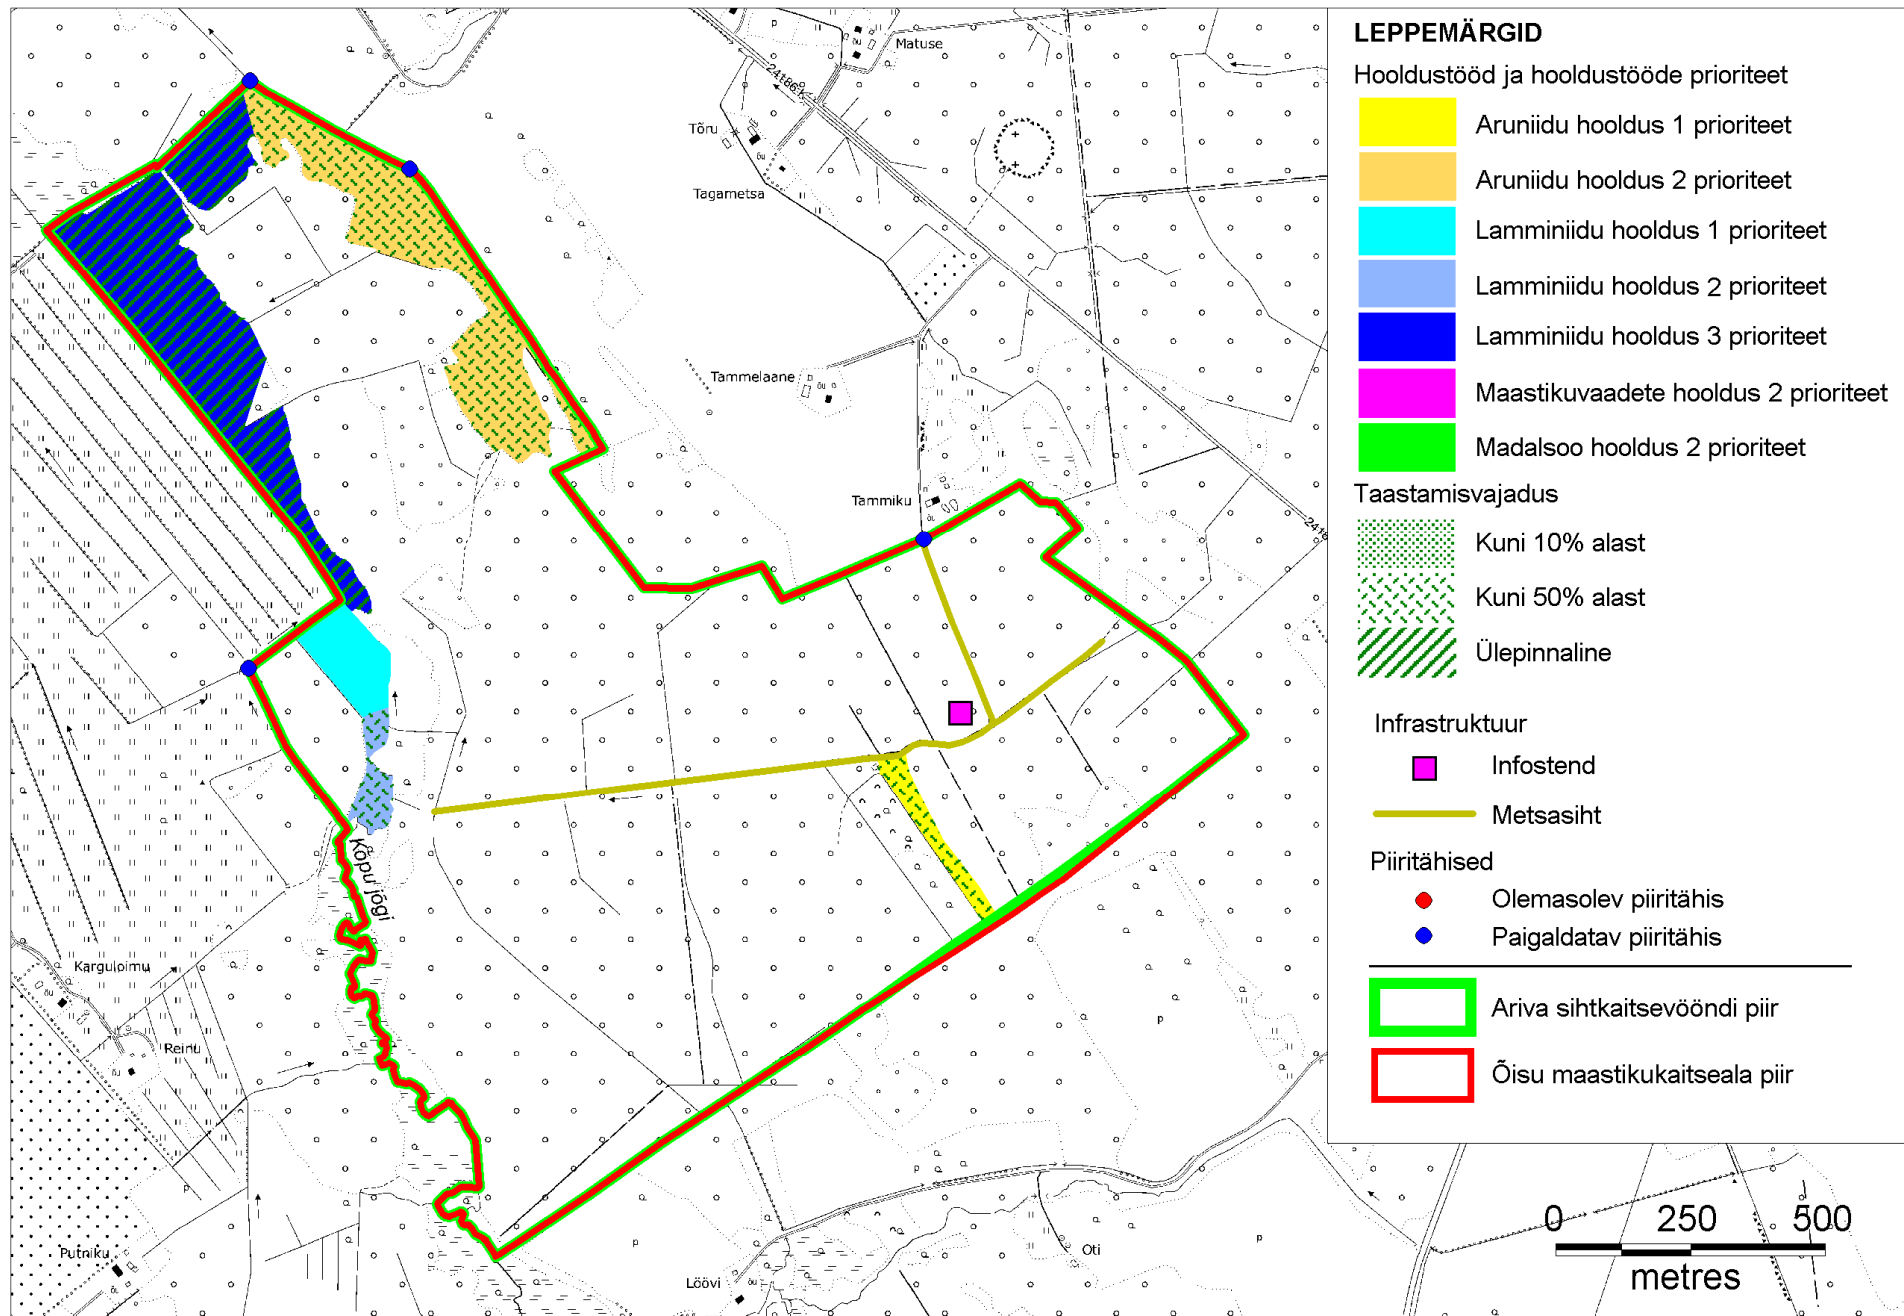 LEPPEMÄRGID
Hooldustööd ja hooldustööde prioriteet
Aruniidu hooldus 1 prioriteet
Aruniidu hooldus 2 prioriteet
Lamminiidu hooldus 1 prioriteet
Lamminiidu hooldus 2 prioriteet
Lamminiidu hooldus 3 prioriteet
Maastikuvaadete hooldus 2 prioriteet
Madalsoo hooldus 2 prioriteet
Taastamisvajadus
Kuni 10% alast
Kuni 50% alast
Ülepinnaline
Infrastruktuur
Infostend
Metsasiht
Piiritähised
Olemasolev piiritähis
Paigaldatav piiritähis
Ariva sihtkaitsevööndi piir
Õisu maastikukaitseala piir
0 250 500
metres
Matuse
Tõru
Tagametsa
Tammelaane
Tammiku
Kõpu jõgi
Karguloimu
Reinu
Putniku
Löövi
Oti